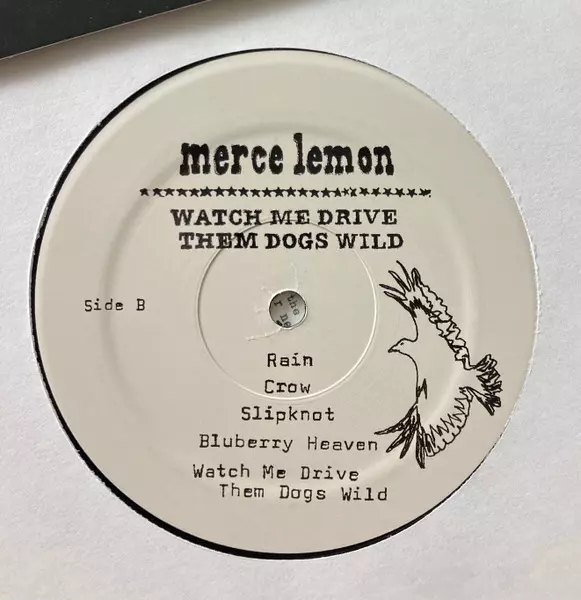 merce lemon
WATCH ME DRIVE
THEM DOGS WILD
Side B
the
Rain
Crow
Slipknot
Bluberry Heaven
Watch Me Drive
Them Dogs Wild